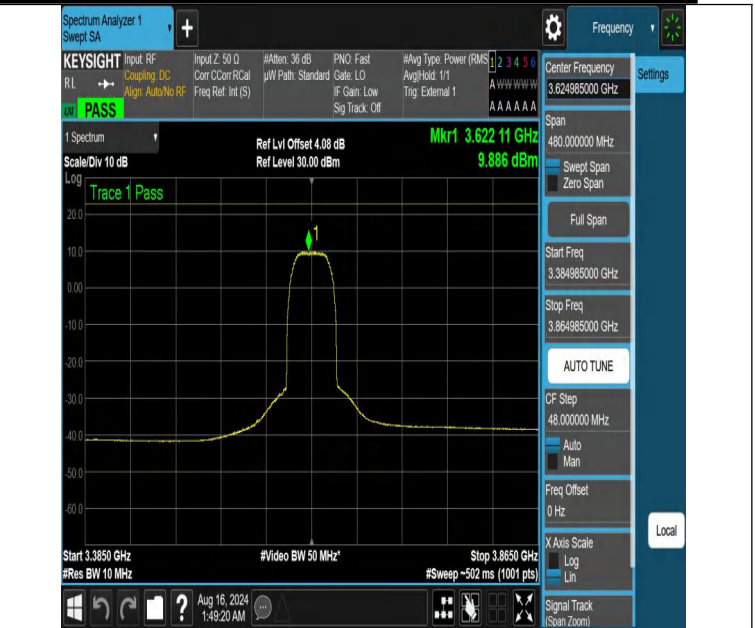 Spectrum Analyzer 1
Swept SA
+
Frequency
KEYSIGHT
RL
PASS
Input: RF
Coupling: DC
Align: Auto/No RF
Input Z: 50 Ω
Corr CCorr RCal
Freq Ref: Int (S)
#Atten: 36 dB
µW Path: Standard
PNO: Fast
Gate: LO
IF Gain: Low
Sig Track: Off
#Avg Type: Power (RMS
Avg|Hold: 1/1
Trig: External 1
1 2 3 4 5 6
A W W W W W
A A A A A A
1 Spectrum
Scale/Div 10 dB
Ref Lvl Offset 4.08 dB
Ref Level 30.00 dBm
Mkr1 3.622 11 GHz
9.886 dBm
Log
Trace 1 Pass
1
20.0
10.0
0.00
-10.0
-20.0
-30.0
-40.0
-50.0
-60.0
Start 3.3850 GHz
#Res BW 10 MHz
#Video BW 50 MHz*
Stop 3.8650 GHz
#Sweep ~502 ms (1001 pts)
Center Frequency
3.624985000 GHz
Settings
Span
480.000000 MHz
Swept Span
Zero Span
Full Span
Start Freq
3.384985000 GHz
Stop Freq
3.864985000 GHz
AUTO TUNE
CF Step
48.000000 MHz
Auto
Man
Freq Offset
0 Hz
Local
X Axis Scale
Log
Lin
Signal Track
(Span Zoom)
?
Aug 16, 2024
1:49:20 AM